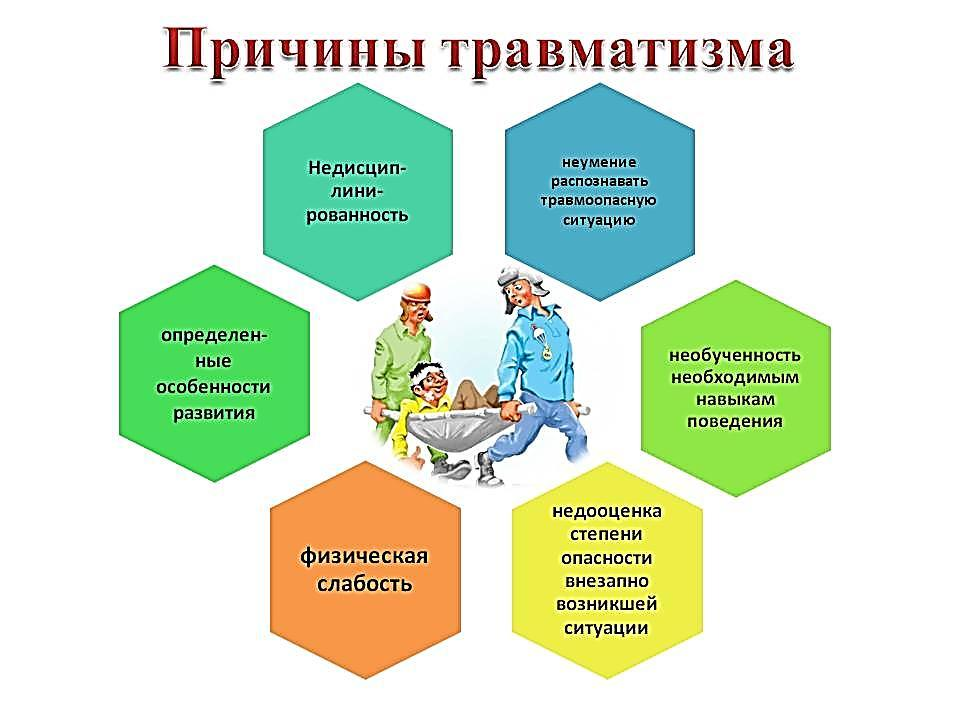 Причины травматизма
Недисцип-
лини-
рованность
неумение
распознавать
травмоопасную
ситуацию
определен-
ные
особенности
развития
необученность
необходимым
навыкам
поведения
физическая
слабость
недооценка
степени
опасности
внезапно
возникшей
ситуации